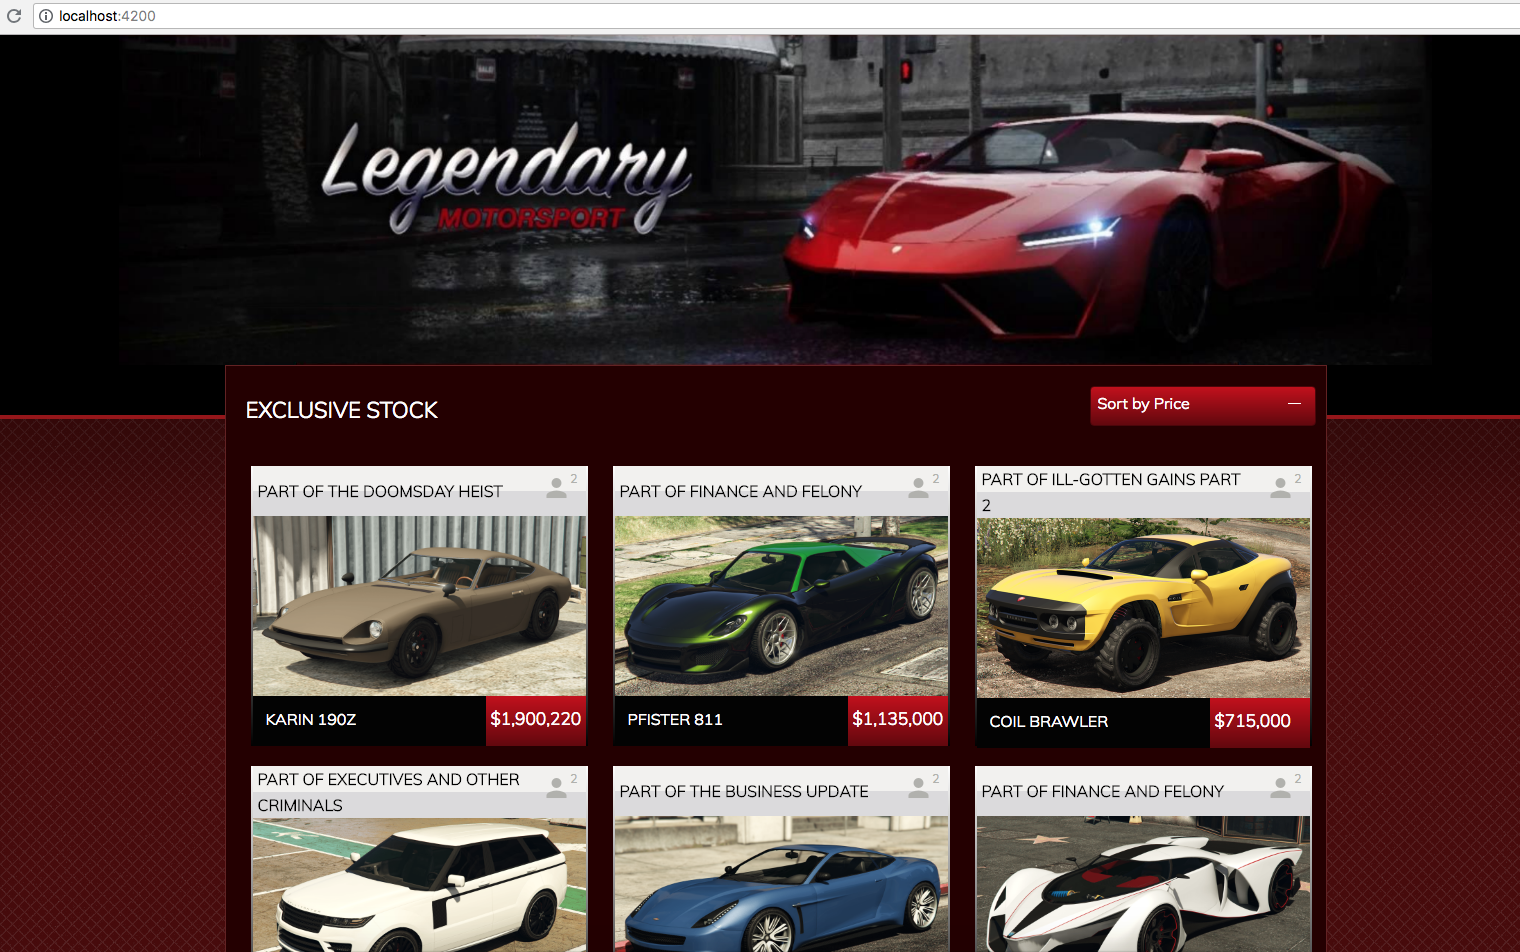 localhost:4200
Legendary
MOTORSPORT
EXCLUSIVE STOCK
Sort by Price
PART OF THE DOOMSDAY HEIST
2
PART OF FINANCE AND FELONY
2
PART OF ILL-GOTTEN GAINS PART
2
2
KARIN 190Z
$1,900,220
PFISTER 811
$1,135,000
COIL BRAWLER
$715,000
PART OF EXECUTIVES AND OTHER
CRIMINALS
2
PART OF THE BUSINESS UPDATE
2
PART OF FINANCE AND FELONY
2